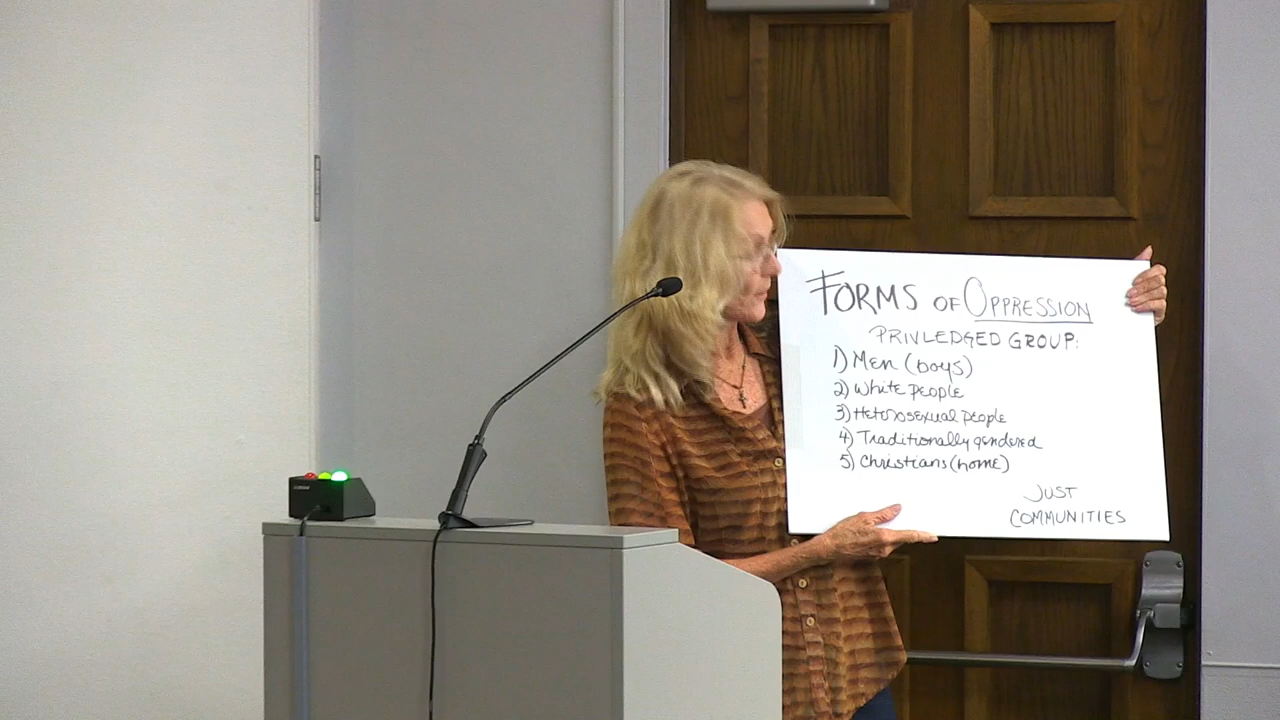 FORMS OF OPPRESSION
PRIVLEDGED GROUP:
1) Men (boys)
2) White people
3) Heterosexual people
4) Traditionally gendered
5) Christians (home)
JUST
COMMUNITIES